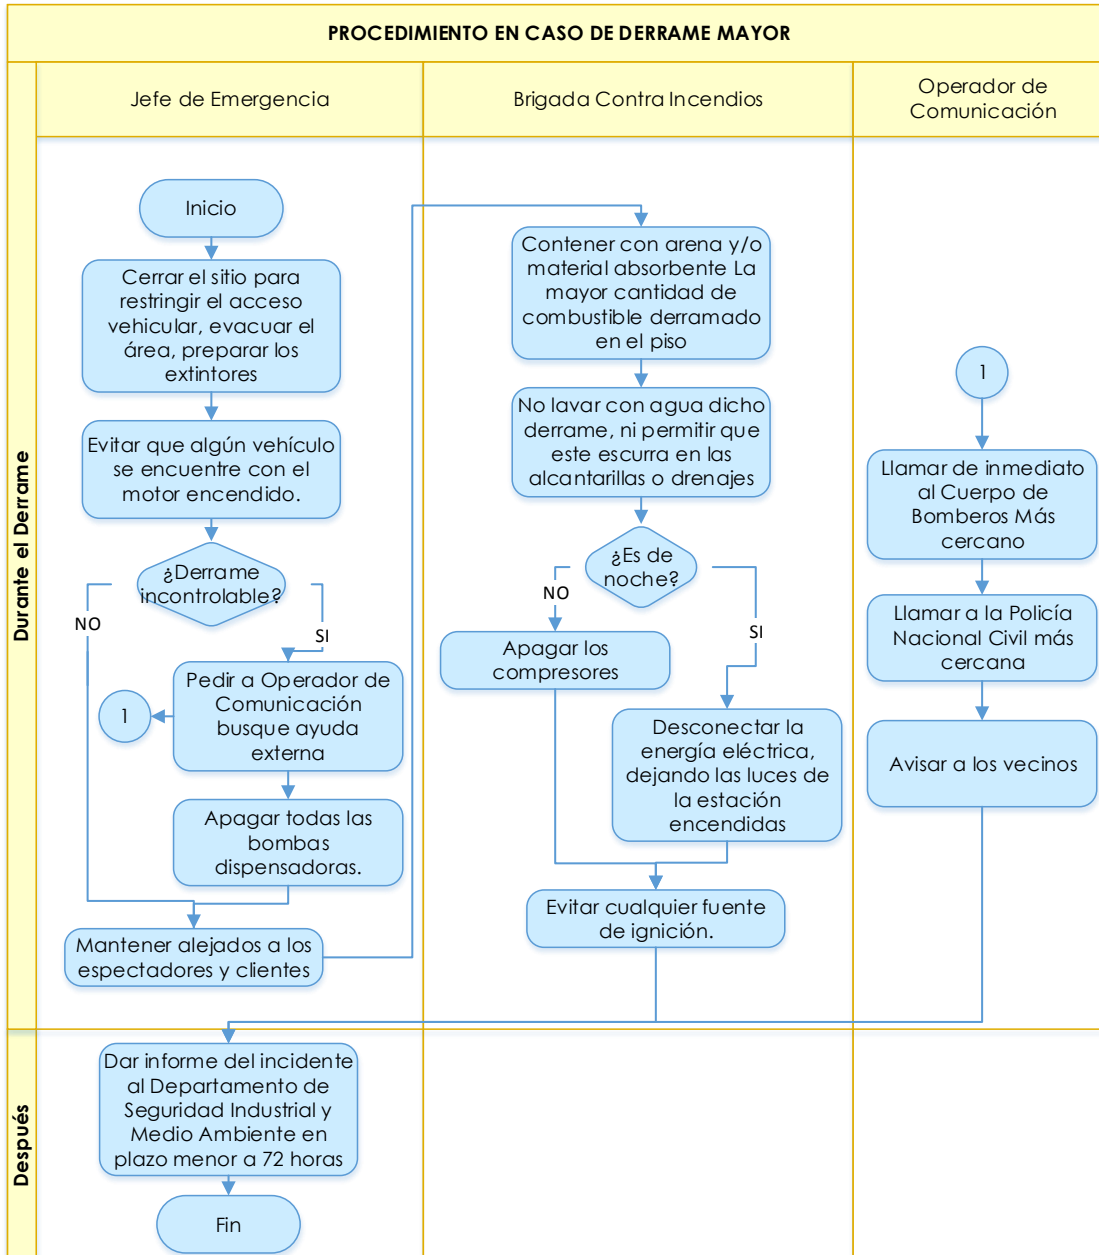 PROCEDIMIENTO EN CASO DE DERRAME MAYOR
Jefe de Emergencia
Brigada Contra Incendios
Operador de
Comunicación
Durante el Derrame
Inicio
Cerrar el sitio para
restringir el acceso
vehicular, evacuar el
área, preparar los
extintores
Evitar que algún vehículo
se encuentre con el
motor encendido.
¿Derrame
incontrolable?
NO
SI
Pedir a Operador de
Comunicación
busque ayuda
externa
1
Apagar todas las
bombas
dispensadoras.
Mantener alejados a los
espectadores y clientes
Contener con arena y/o
material absorbente La
mayor cantidad de
combustible derramado
en el piso
No lavar con agua dicho
derrame, ni permitir que
este escurra en las
alcantarillas o drenajes
¿Es de
noche?
NO
SI
Apagar los
compresores
Desconectar la
energía eléctrica,
dejando las luces de
la estación
encendidas
Evitar cualquier fuente
de ignición.
1
Llamar de inmediato
al Cuerpo de
Bomberos Más
cercano
Llamar a la Policía
Nacional Civil más
cercana
Avisar a los vecinos
Después
Dar informe del incidente
al Departamento de
Seguridad Industrial y
Medio Ambiente en
plazo menor a 72 horas
Fin